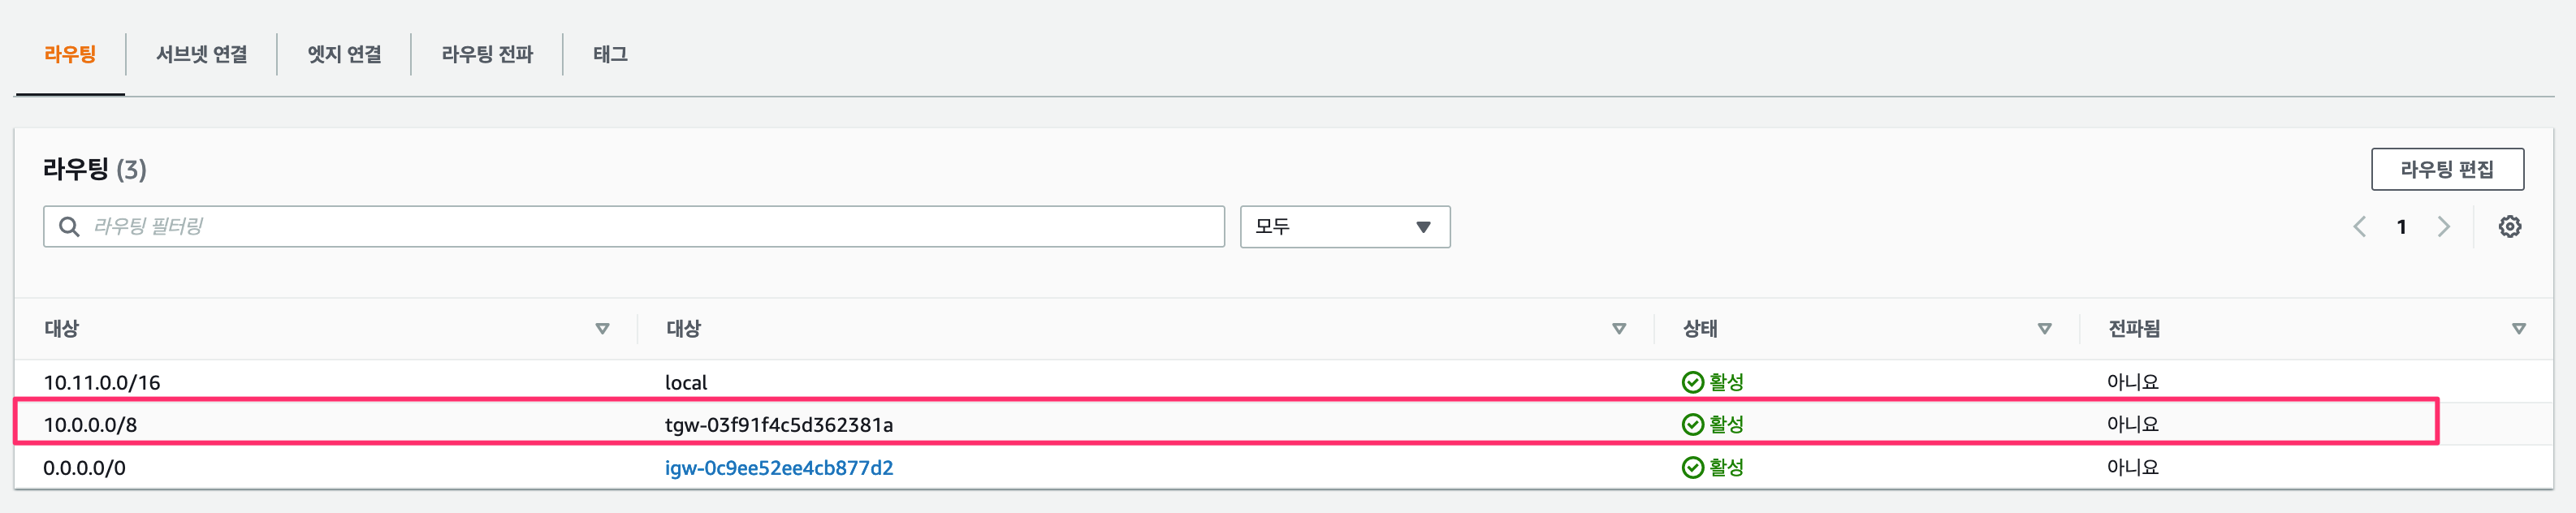 라우팅 서브넷 연결 엣지 연결 라우팅 전파 태그
라우팅 (3) 라우팅 편집
라우팅 필터링 모두 1
대상 대상 상태 전파됨
10.11.0.0/16 local 활성 아니요
10.0.0.0/8 tgw-03f91f4c5d362381a 활성 아니요
0.0.0.0/0 igw-0c9ee52ee4cb877d2 활성 아니요